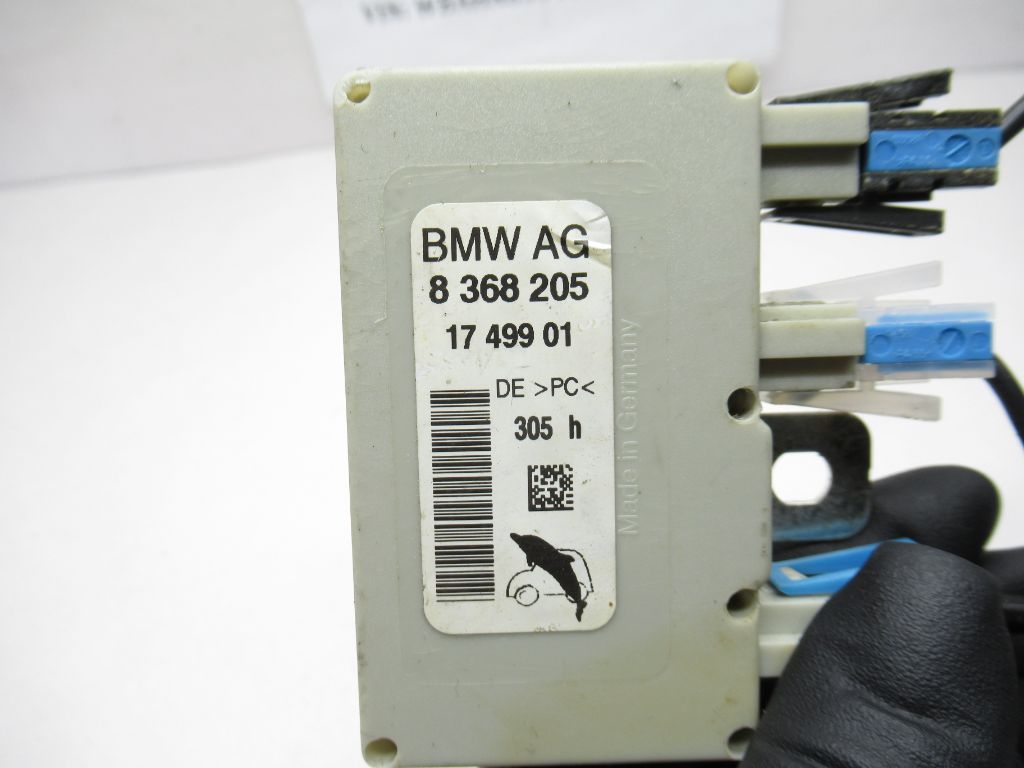 BMW AG
8 368 205
17 499 01
DE >PC<
305 h
Made in Germany